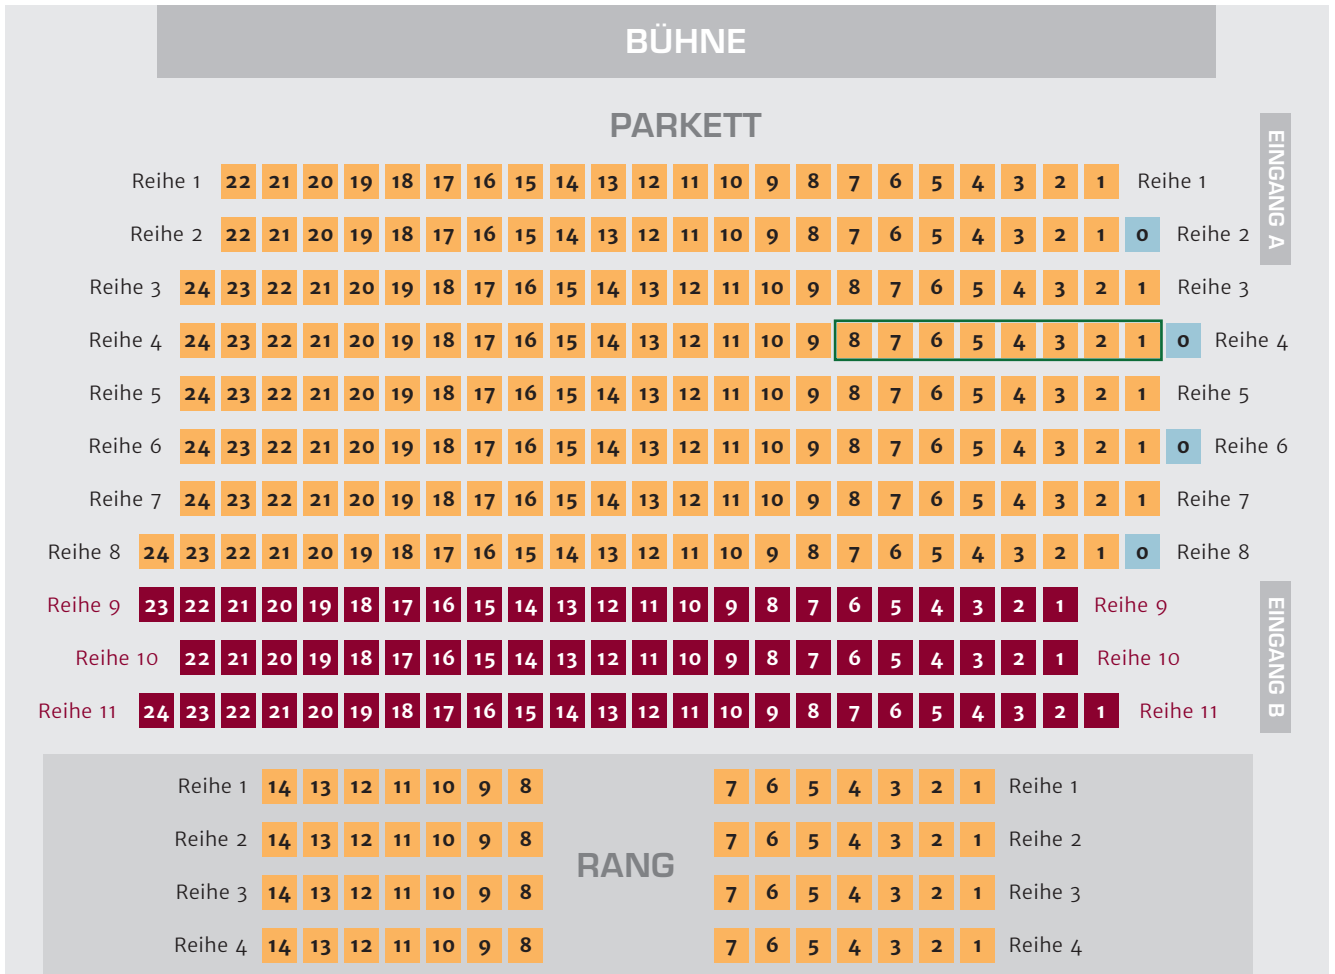 BÜHNE
PARKETT
EINGANG A
Reihe 1 22 21 20 19 18 17 16 15 14 13 12 11 10 9 8 7 6 5 4 3 2 1 Reihe 1
Reihe 2 22 21 20 19 18 17 16 15 14 13 12 11 10 9 8 7 6 5 4 3 2 1 0 Reihe 2
Reihe 3 24 23 22 21 20 19 18 17 16 15 14 13 12 11 10 9 8 7 6 5 4 3 2 1 Reihe 3
Reihe 4 24 23 22 21 20 19 18 17 16 15 14 13 12 11 10 9 8 7 6 5 4 3 2 1 0 Reihe 4
Reihe 5 24 23 22 21 20 19 18 17 16 15 14 13 12 11 10 9 8 7 6 5 4 3 2 1 Reihe 5
Reihe 6 24 23 22 21 20 19 18 17 16 15 14 13 12 11 10 9 8 7 6 5 4 3 2 1 0 Reihe 6
Reihe 7 24 23 22 21 20 19 18 17 16 15 14 13 12 11 10 9 8 7 6 5 4 3 2 1 Reihe 7
Reihe 8 24 23 22 21 20 19 18 17 16 15 14 13 12 11 10 9 8 7 6 5 4 3 2 1 0 Reihe 8
Reihe 9 23 22 21 20 19 18 17 16 15 14 13 12 11 10 9 8 7 6 5 4 3 2 1 Reihe 9
EINGANG B
Reihe 10 22 21 20 19 18 17 16 15 14 13 12 11 10 9 8 7 6 5 4 3 2 1 Reihe 10
Reihe 11 24 23 22 21 20 19 18 17 16 15 14 13 12 11 10 9 8 7 6 5 4 3 2 1 Reihe 11
Reihe 1 14 13 12 11 10 9 8 7 6 5 4 3 2 1 Reihe 1
Reihe 2 14 13 12 11 10 9 8 7 6 5 4 3 2 1 Reihe 2
RANG
Reihe 3 14 13 12 11 10 9 8 7 6 5 4 3 2 1 Reihe 3
Reihe 4 14 13 12 11 10 9 8 7 6 5 4 3 2 1 Reihe 4